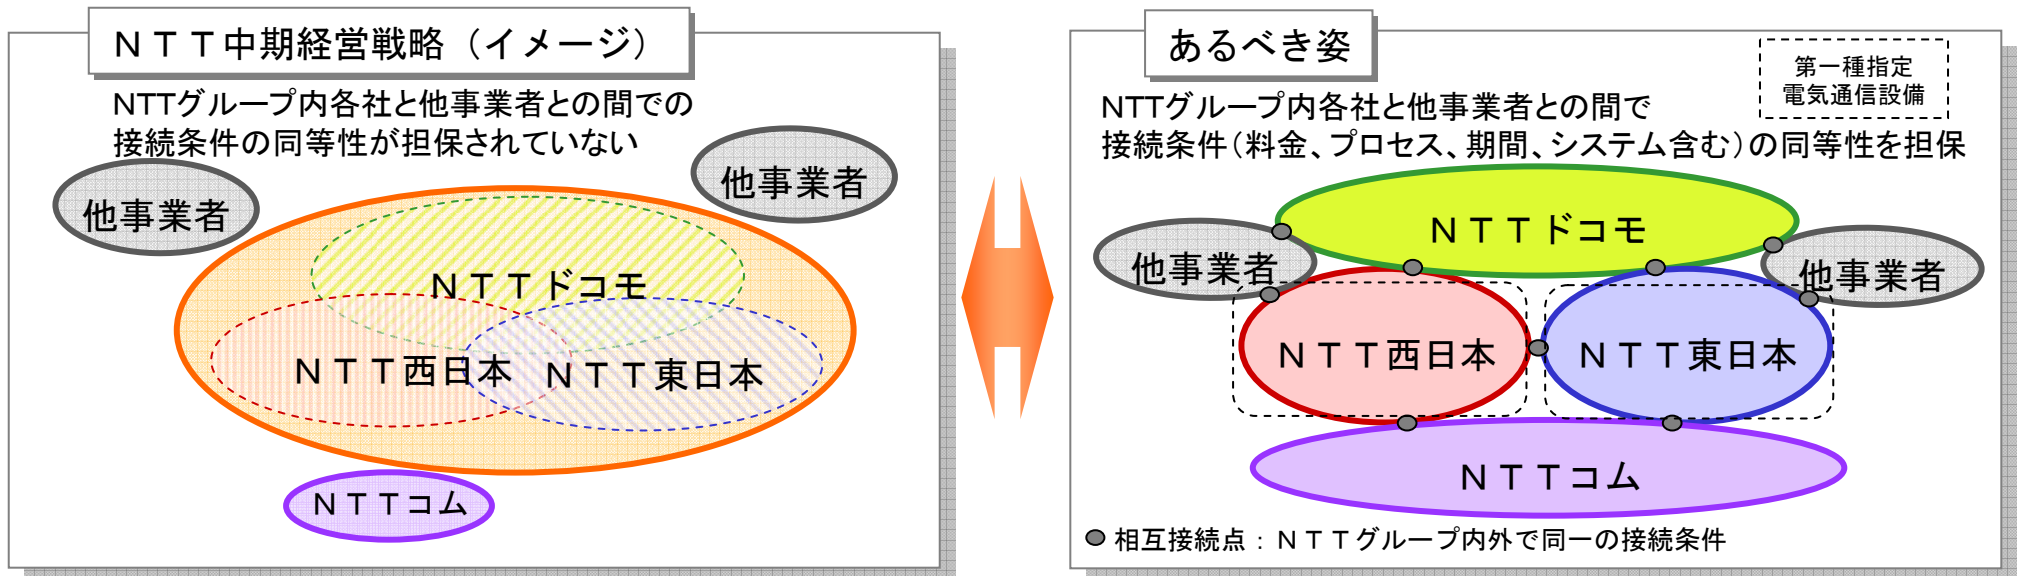 ＮＴＴ中期経営戦略（イメージ）
NTTグループ内各社と他事業者との間での
接続条件の同等性が担保されていない
他事業者
他事業者
ＮＴＴドコモ
ＮＴＴ西日本
ＮＴＴ東日本
ＮＴＴコム
あるべき姿
第一種指定
電気通信設備
NTTグループ内各社と他事業者との間で
接続条件（料金、プロセス、期間、システム含む）の同等性を担保
ＮＴＴドコモ
他事業者
他事業者
ＮＴＴ西日本
ＮＴＴ東日本
ＮＴＴコム
相互接続点：ＮＴＴグループ内外で同一の接続条件